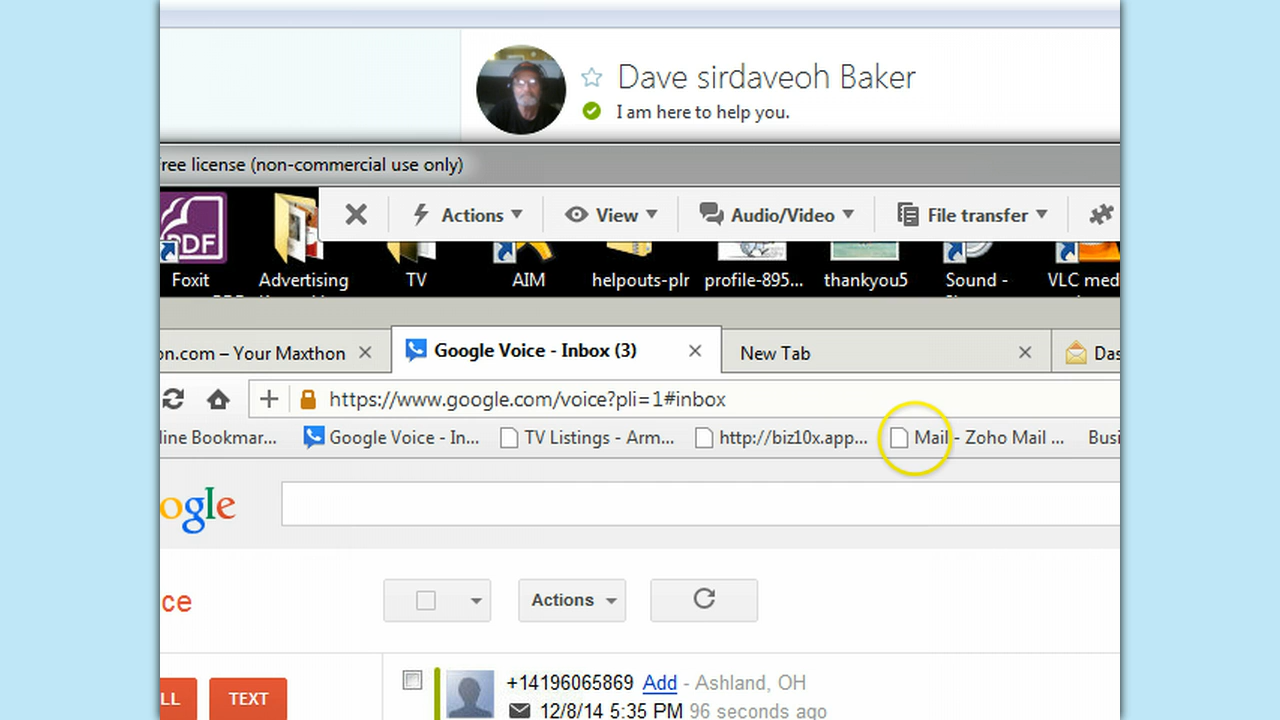 Dave sirdaveoh Baker
I am here to help you.
ree license (non-commercial use only)
Actions View Audio/Video File transfer
PDF
Foxit Advertising TV AIM helpouts-plr profile-895... thankyou5 Sound - VLC med
on.com – Your Maxthon Google Voice - Inbox (3) New Tab Das
https://www.google.com/voice?pli=1#inbox
line Bookmar... Google Voice - In... TV Listings - Arm... http://biz10x.app... Mail - Zoho Mail ... Busi
ogle
ce Actions
LL TEXT +14196065869 Add - Ashland, OH
12/8/14 5:35 PM 96 seconds ago